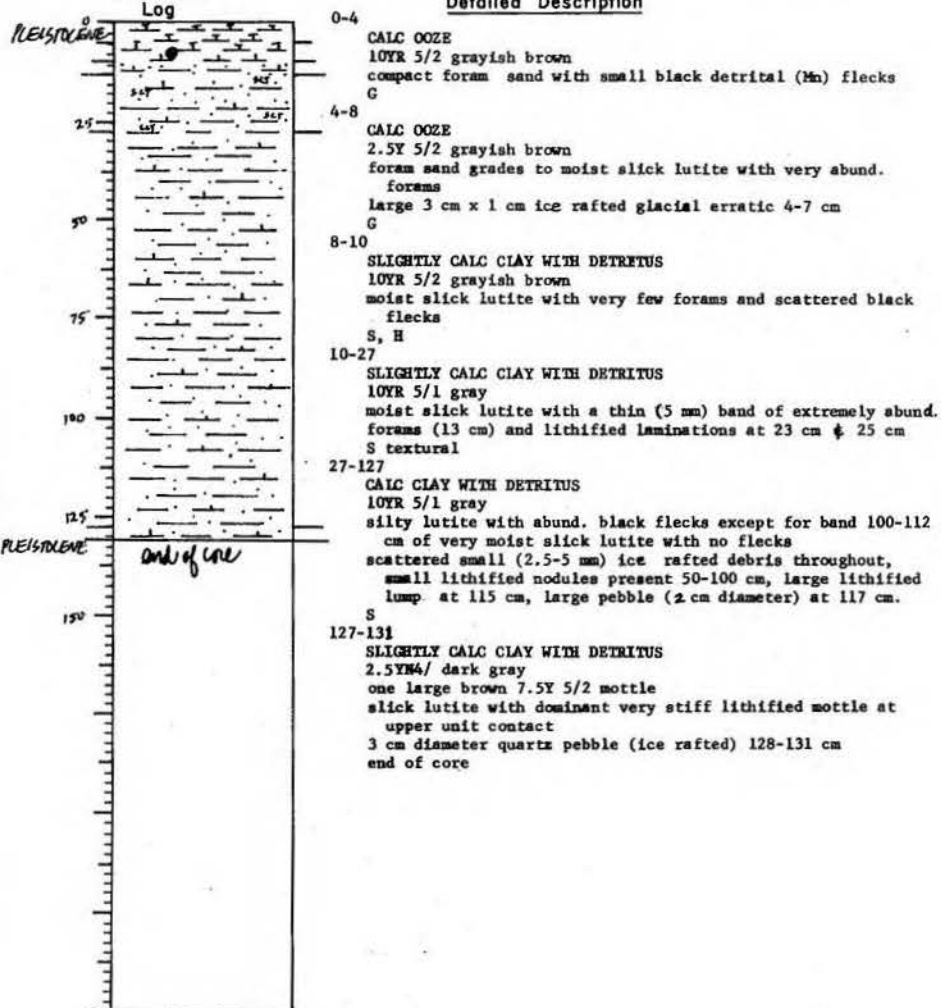 Log
Detailed Description
PLEISTOCENE
0
25
50
75
100
125
PLEISTOCENE
150
SLT
SLT
SLT
SLT
end of core
0-4
CALC OOZE
10YR 5/2 grayish brown
compact foram sand with small black detrital (Mn) flecks
G
4-8
CALC OOZE
2.5Y 5/2 grayish brown
foram sand grades to moist slick lutite with very abund.
forams
large 3 cm x 1 cm ice rafted glacial erratic 4-7 cm
G
8-10
SLIGHTLY CALC CLAY WITH DETRETUS
10YR 5/2 grayish brown
moist slick lutite with very few forams and scattered black
flecks
S, H
10-27
SLIGHTLY CALC CLAY WITH DETRITUS
10YR 5/1 gray
moist slick lutite with a thin (5 mm) band of extremely abund.
forams (13 cm) and lithified laminations at 23 cm & 25 cm
S textural
27-127
CALC CLAY WITH DETRITUS
10YR 5/1 gray
silty lutite with abund. black flecks except for band 100-112
cm of very moist slick lutite with no flecks
scattered small (2.5-5 mm) ice rafted debris throughout,
small lithified nodules present 50-100 cm, large lithified
lump at 115 cm, large pebble (2 cm diameter) at 117 cm.
S
127-131
SLIGHTLY CALC CLAY WITH DETRITUS
2.5YN4/ dark gray
one large brown 7.5Y 5/2 mottle
slick lutite with dominant very stiff lithified mottle at
upper unit contact
3 cm diameter quartz pebble (ice rafted) 128-131 cm
end of core